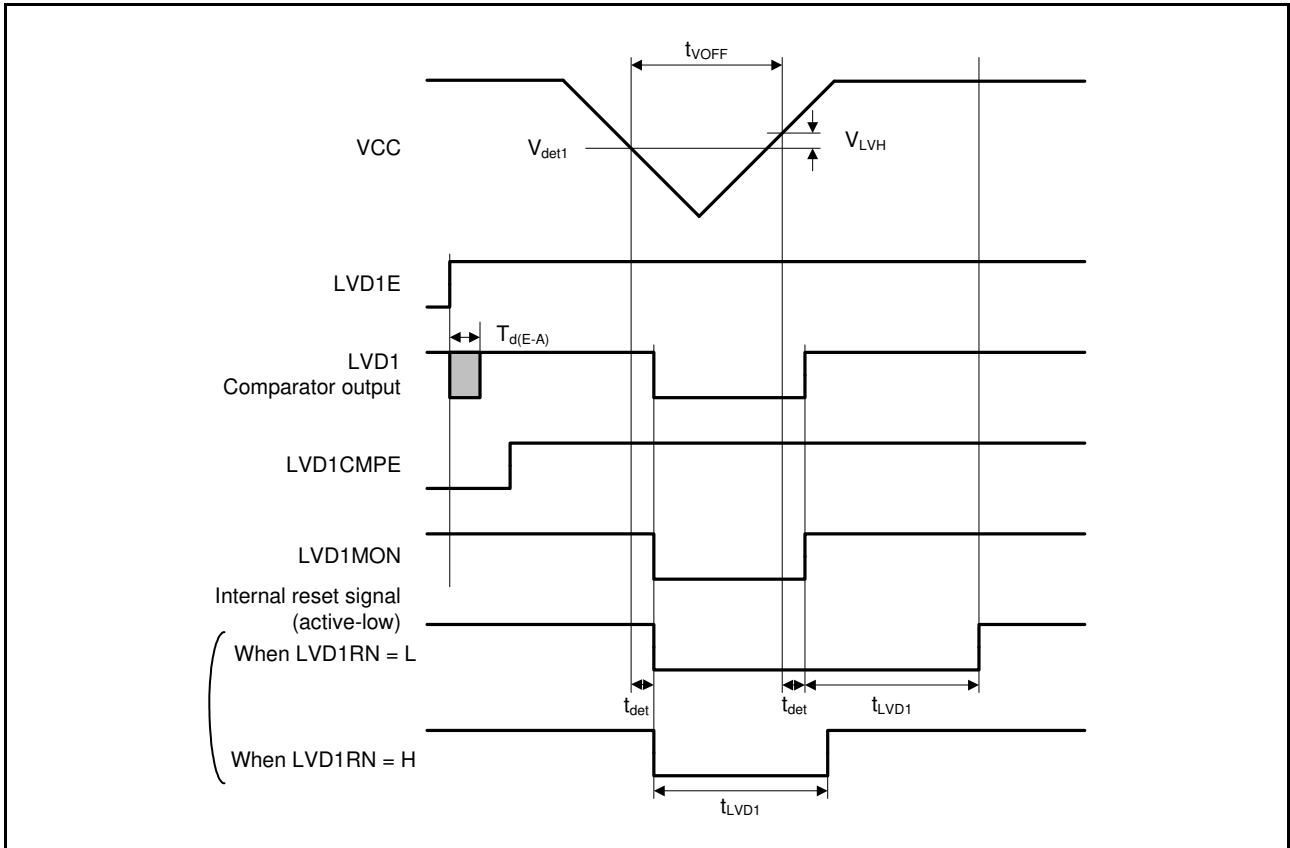 tVOFF
VCC
Vdet1
VLVH
LVD1E
Td(E-A)
LVD1
Comparator output
LVD1CMPE
LVD1MON
Internal reset signal
(active-low)
When LVD1RN = L
tdet
tdet
tLVD1
When LVD1RN = H
tLVD1